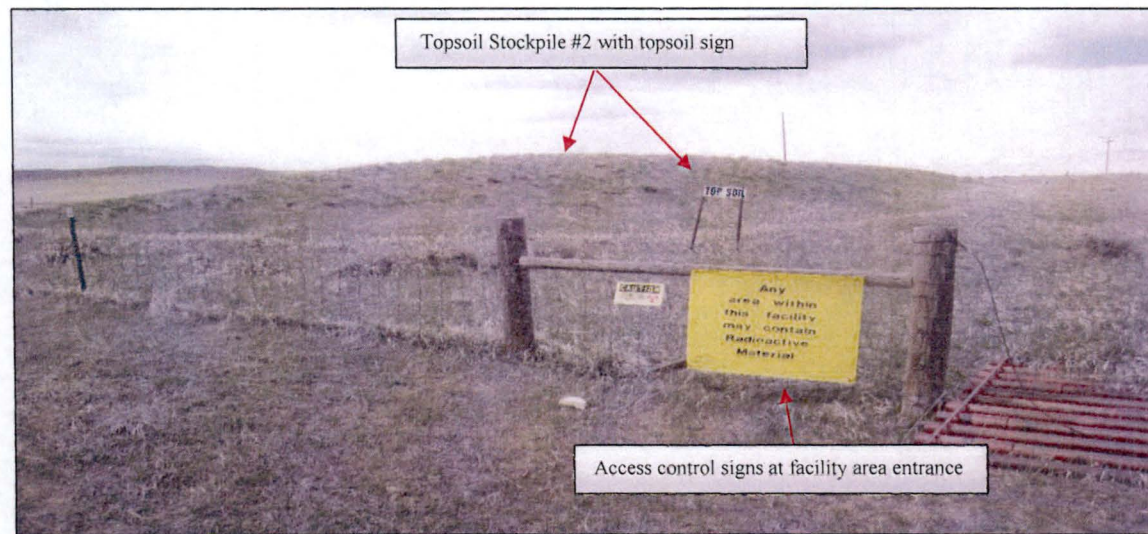 Topsoil Stockpile #2 with topsoil sign
TOP SOIL
CAUTION
Any
area within
this facility
may contain
Radioactive
Material
Access control signs at facility area entrance